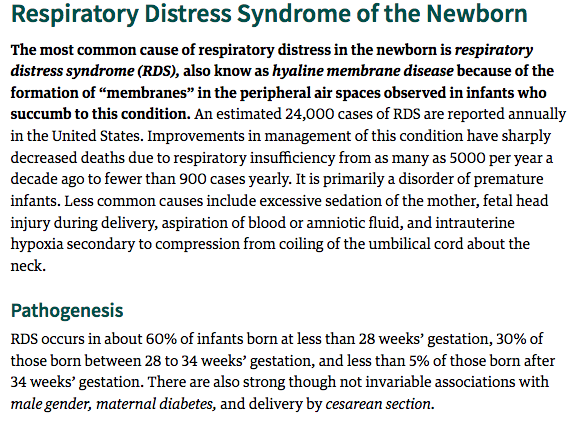 Respiratory Distress Syndrome of the Newborn
The most common cause of respiratory distress in the newborn is respiratory
distress syndrome (RDS), also know as hyaline membrane disease because of the
formation of “membranes” in the peripheral air spaces observed in infants who
succumb to this condition. An estimated 24,000 cases of RDS are reported annually
in the United States. Improvements in management of this condition have sharply
decreased deaths due to respiratory insufficiency from as many as 5000 per year a
decade ago to fewer than 900 cases yearly. It is primarily a disorder of premature
infants. Less common causes include excessive sedation of the mother, fetal head
injury during delivery, aspiration of blood or amniotic fluid, and intrauterine
hypoxia secondary to compression from coiling of the umbilical cord about the
neck.
Pathogenesis
RDS occurs in about 60% of infants born at less than 28 weeks’ gestation, 30% of
those born between 28 to 34 weeks’ gestation, and less than 5% of those born after
34 weeks’ gestation. There are also strong though not invariable associations with
male gender, maternal diabetes, and delivery by cesarean section.